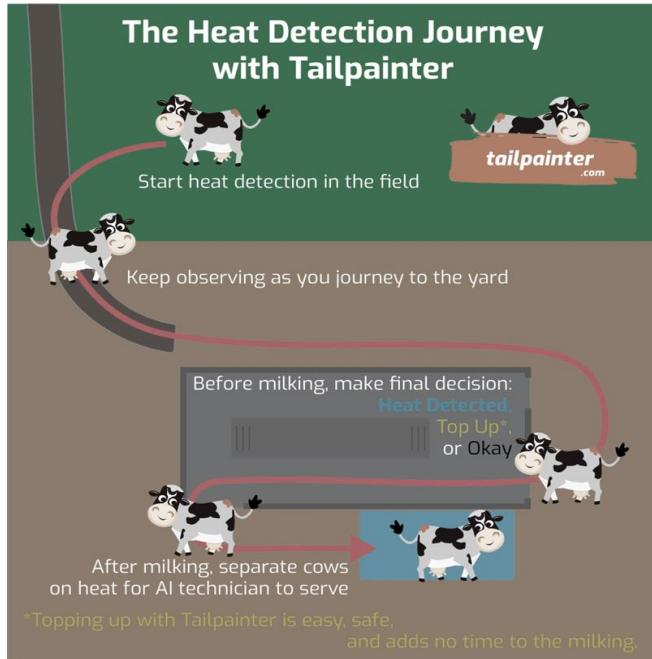 The Heat Detection Journey
with Tailpainter
tailpainter
.com
Start heat detection in the field
Keep observing as you journey to the yard
Before milking, make final decision:
Heat Detected,
Top Up*,
or Okay
After milking, separate cows
on heat for AI technician to serve
*Topping up with Tailpainter is easy, safe,
and adds no time to the milking.